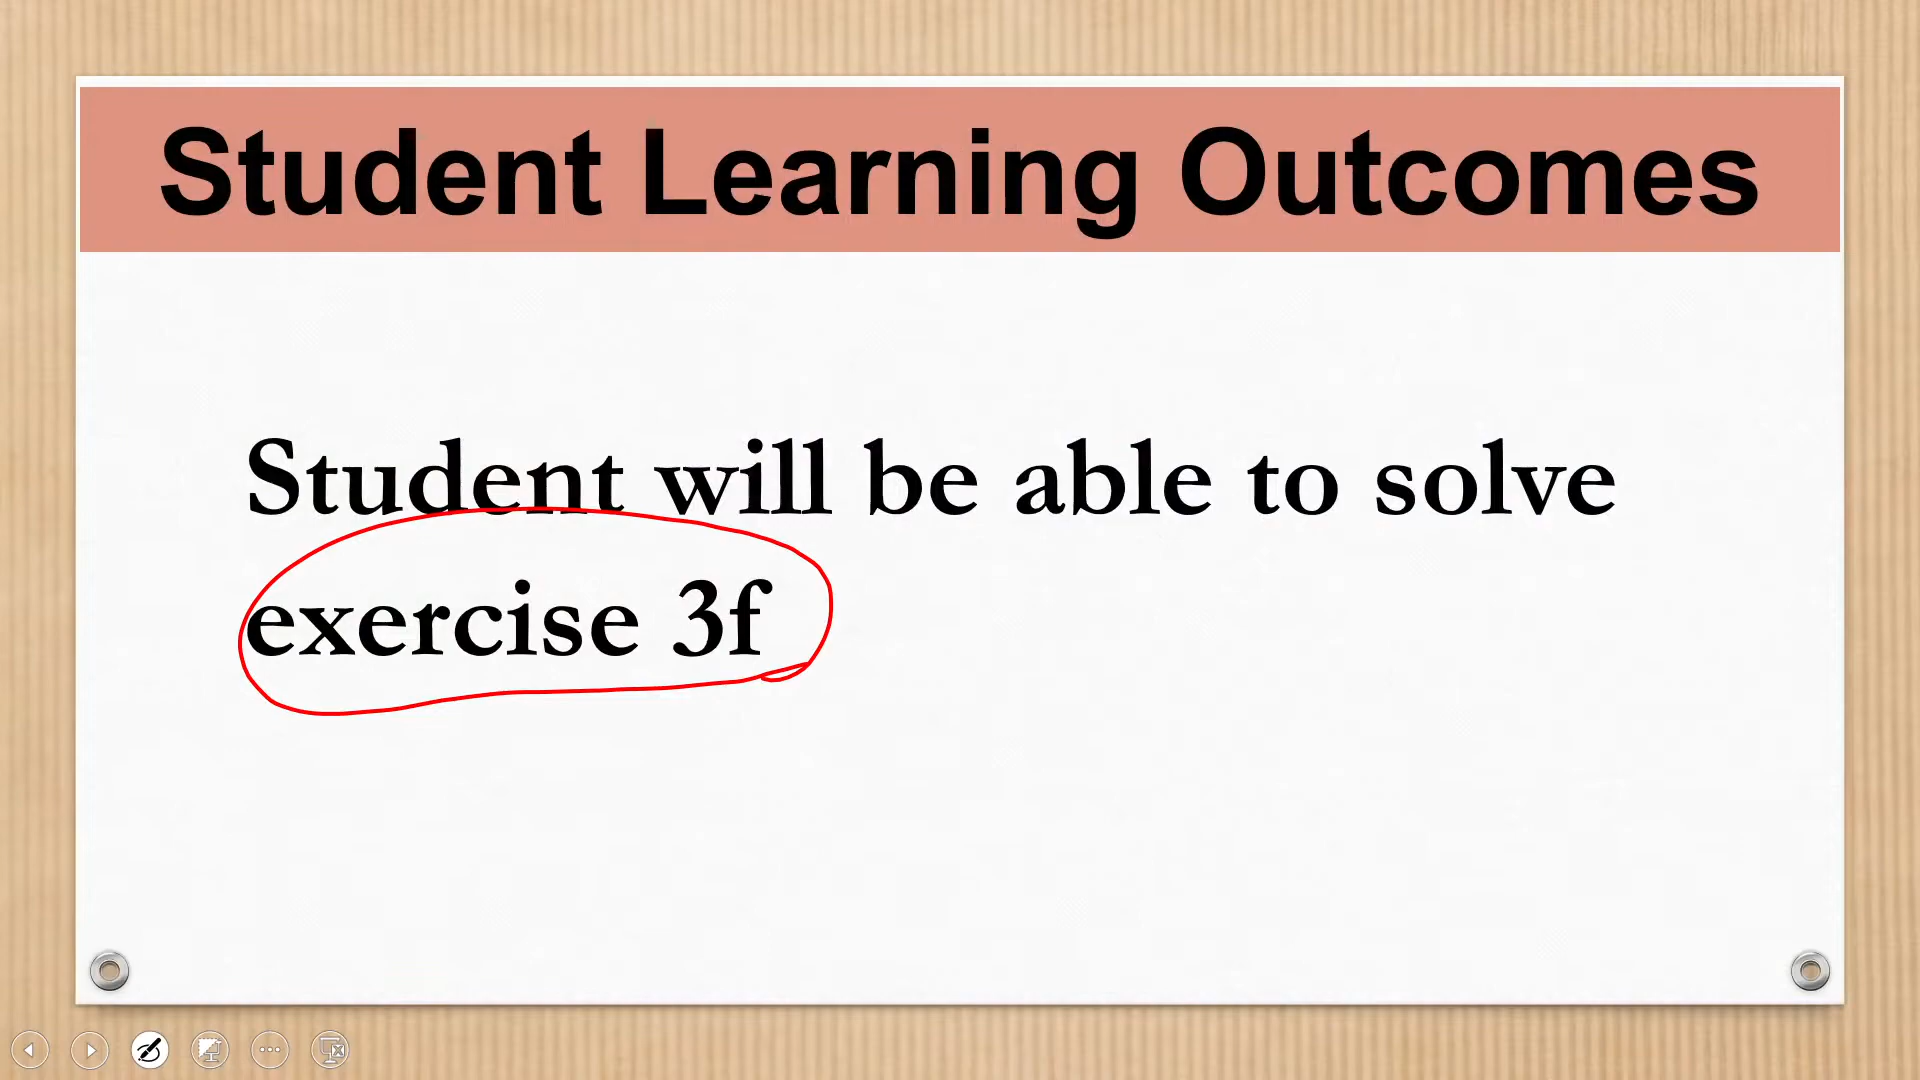 Student Learning Outcomes
Student will be able to solve
exercise 3f